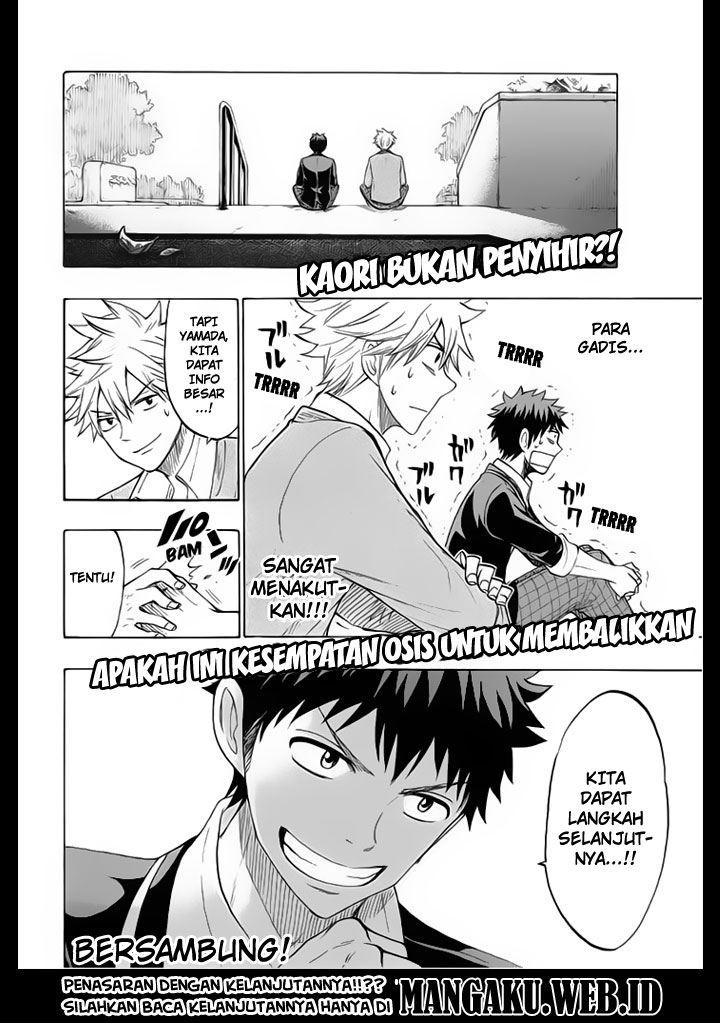 KAORI BUKAN PENYIHIR?!
PARA
GADIS...
TRRRR
ブルル
TRRRR
ガク
ガク
ブル
TRRRR
SANGAT
MENAKUT-
KAN!!!
TAPI
YAMADA,
KITA
DAPAT
INFO
BESAR
...!
BAM
TENTU!
APAKAH INI KESEMPATAN OSIS UNTUK MEMBALIKKAN
KITA
DAPAT
LANGKAH
SELANJUT-
NYA...!!
BERSAMBUNG!
PENASARAN DENGAN KELANJUTANNYA!!??
SILAHKAN BACA KELANJUTANNYA HANYA DI
MANGAKU.WEB.ID